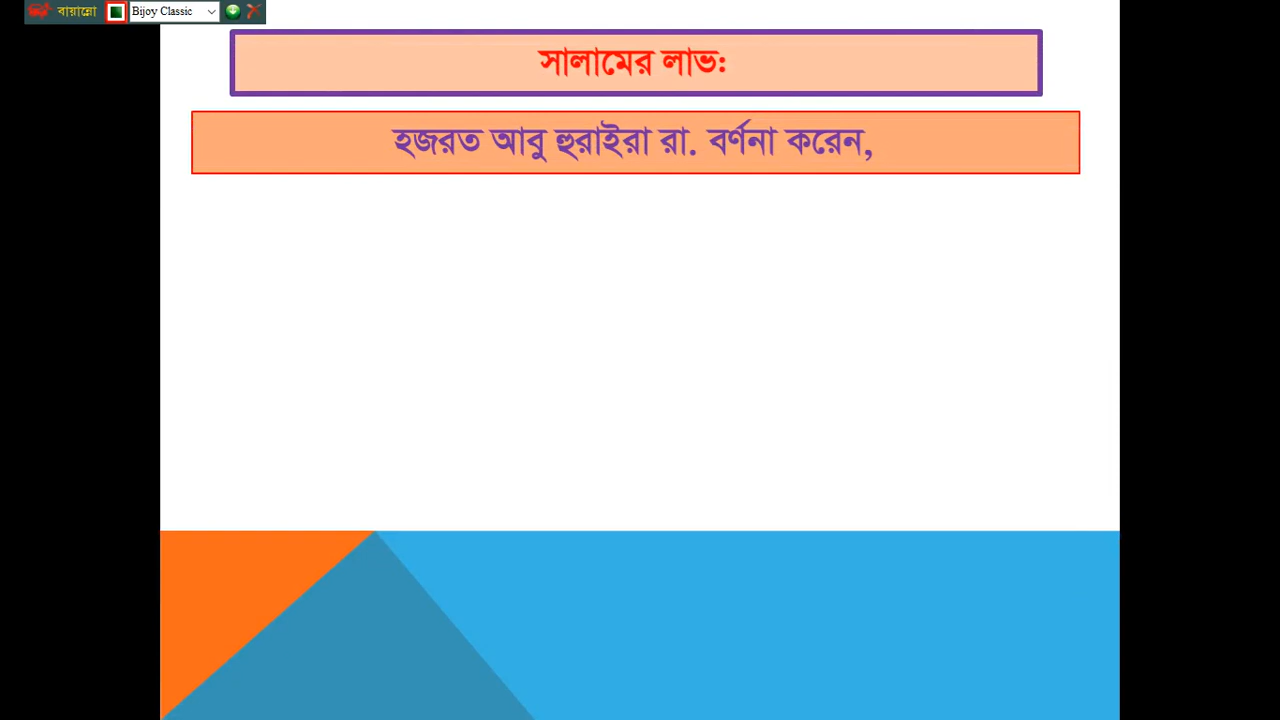 বায়ান্নো Bijoy Classic
সালামের লাভ:
হজরত আবু হুরাইরা রা. বর্ণনা করেন,